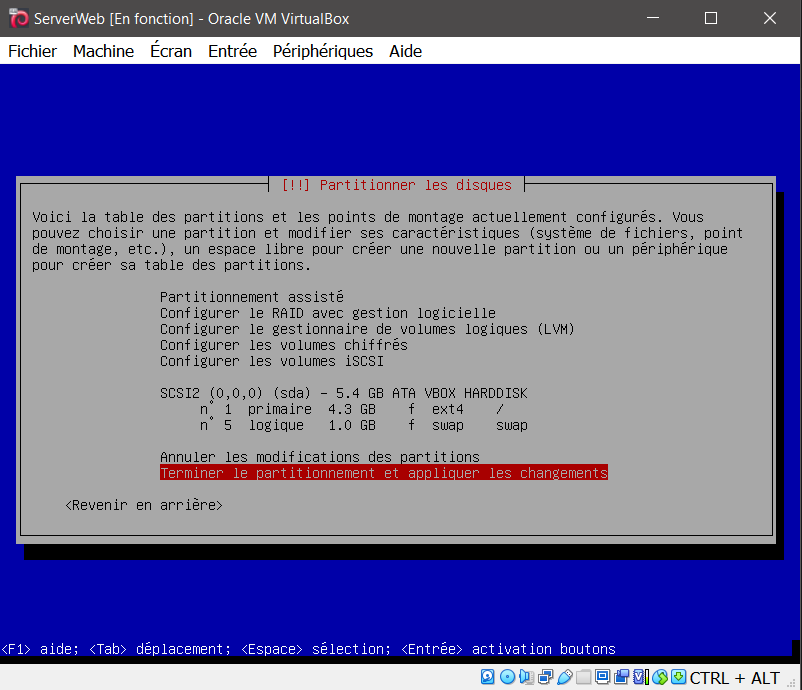 ServerWeb [En fonction] - Oracle VM VirtualBox
Fichier Machine Écran Entrée Périphériques Aide
[!!] Partitionner les disques
Voici la table des partitions et les points de montage actuellement configurés. Vous
pouvez choisir une partition et modifier ses caractéristiques (système de fichiers, point
de montage, etc.), un espace libre pour créer une nouvelle partition ou un périphérique
pour créer sa table des partitions.
Partitionnement assisté
Configurer le RAID avec gestion logicielle
Configurer le gestionnaire de volumes logiques (LVM)
Configurer les volumes chiffrés
Configurer les volumes iSCSI
SCSI2 (0,0,0) (sda) - 5.4 GB ATA VBOX HARDDISK
n° 1 primaire 4.3 GB f ext4 /
n° 5 logique 1.0 GB f swap swap
Annuler les modifications des partitions
Terminer le partitionnement et appliquer les changements
<Revenir en arrière>
<F1> aide; <Tab> déplacement; <Espace> sélection; <Entrée> activation boutons
CTRL + ALT